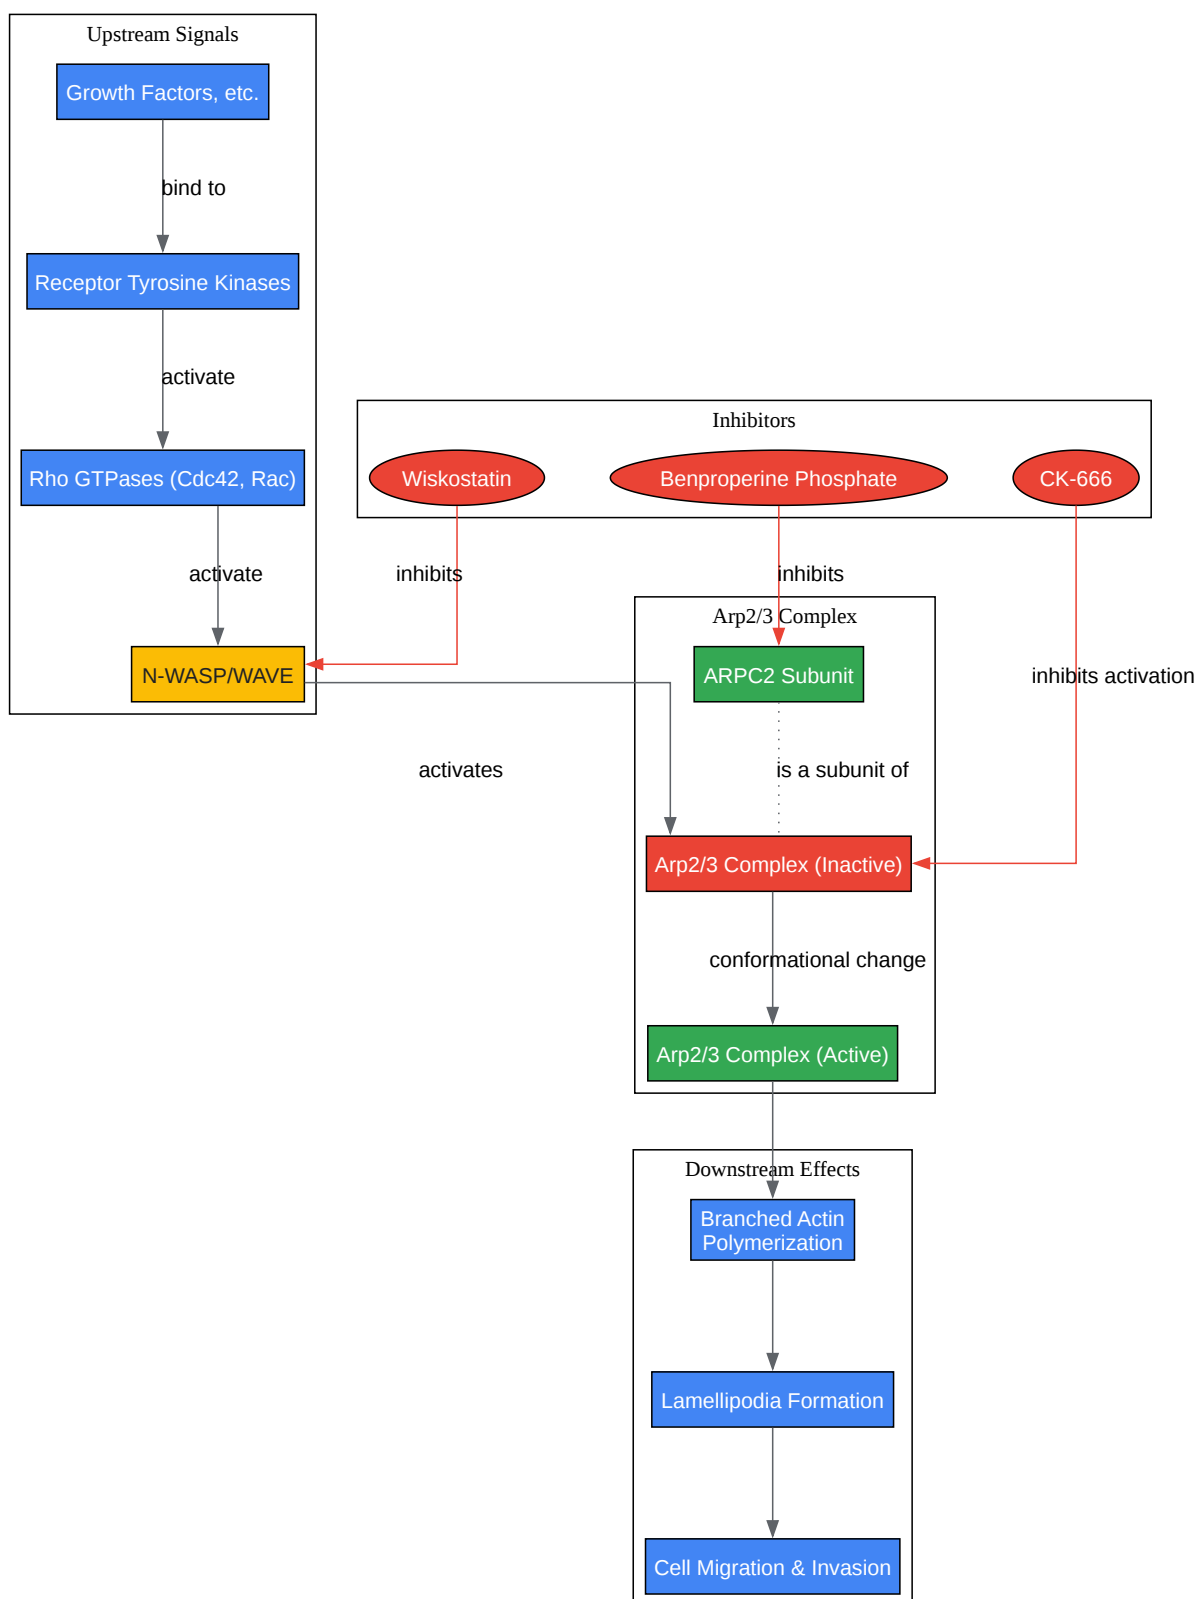 Upstream Signals
Growth Factors, etc.
bind to
Receptor Tyrosine Kinases
activate
Rho GTPases (Cdc42, Rac)
activate
N-WASP/WAVE
activates
Inhibitors
Wiskostatin
Benproperine Phosphate
CK-666
inhibits
inhibits
inhibits activation
Arp2/3 Complex
ARPC2 Subunit
is a subunit of
Arp2/3 Complex (Inactive)
conformational change
Arp2/3 Complex (Active)
Downstream Effects
Branched Actin
Polymerization
Lamellipodia Formation
Cell Migration & Invasion